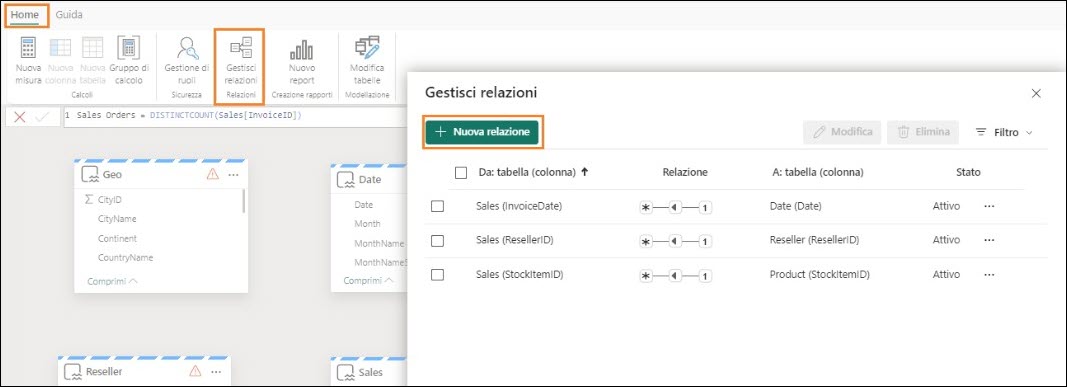 Home Guida
Nuova misura
Nuova colonna
Nuova tabella
Gruppo di calcolo
Calcoli
Gestione di ruoli
Sicurezza
Gestisci relazioni
Relazioni
Nuovo report
Creazione rapporti
Modifica tabelle
Modellazione
1 Sales Orders = DISTINCTCOUNT(Sales[InvoiceID])
Geo
CityID
CityName
Continent
CountryName
Comprimi
Date
Date
Month
MonthName
Comprimi
Reseller
Sales
Gestisci relazioni
Nuova relazione
Modifica
Elimina
Filtro
Da: tabella (colonna) Relazione A: tabella (colonna) Stato
Sales (InvoiceDate) * 1 Date (Date) Attivo
Sales (ResellerID) * 1 Reseller (ResellerID) Attivo
Sales (StockItemID) * 1 Product (StockItemID) Attivo